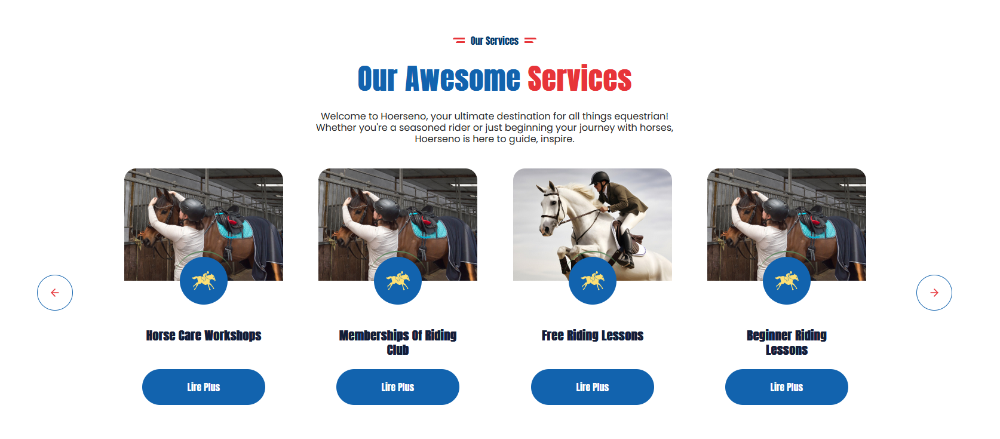 Our Services
Our Awesome Services
Welcome to Hoerseno, your ultimate destination for all things equestrian!
Whether you're a seasoned rider or just beginning your journey with horses,
Hoerseno is here to guide, inspire.
Horse Care Workshops
Memberships Of Riding
Club
Free Riding Lessons
Beginner Riding
Lessons
Lire Plus
Lire Plus
Lire Plus
Lire Plus